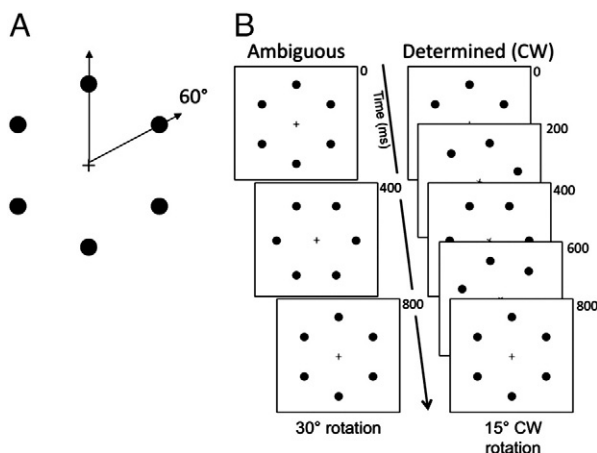 A
60°
B
Ambiguous
Determined (CW)
Time (ms)
0
400
800
0
200
400
600
800
30° rotation
15° CW
rotation